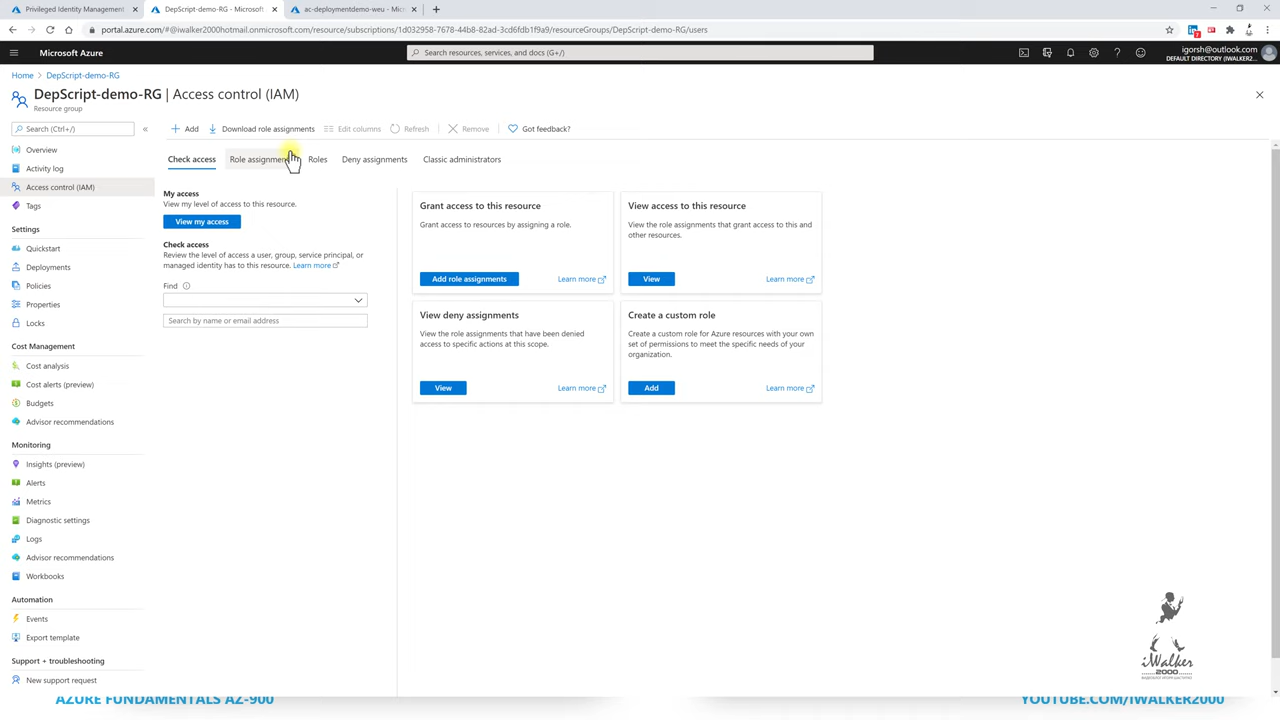 Privileged Identity Management
DepScript-demo-RG - Microsoft
ac-deploymentdemo-weu - Micros
portal.azure.com/#@iwalker2000hotmail.onmicrosoft.com/resource/subscriptions/1d032958-7678-44b8-82ad-3cd6fdb1f9a9/resourceGroups/DepScript-demo-RG/users
Microsoft Azure
Search resources, services, and docs (G+/)
igorsh@outlook.com
DEFAULT DIRECTORY (IWALKER2...
Home > DepScript-demo-RG
DepScript-demo-RG | Access control (IAM)
Resource group
Search (Ctrl+/)
Add
Download role assignments
Edit columns
Refresh
Remove
Got feedback?
Overview
Activity log
Access control (IAM)
Tags
Settings
Quickstart
Deployments
Policies
Properties
Locks
Cost Management
Cost analysis
Cost alerts (preview)
Budgets
Advisor recommendations
Monitoring
Insights (preview)
Alerts
Metrics
Diagnostic settings
Logs
Advisor recommendations
Workbooks
Automation
Events
Export template
Support + troubleshooting
New support request
Check access
Role assignments
Roles
Deny assignments
Classic administrators
My access
View my level of access to this resource.
View my access
Check access
Review the level of access a user, group, service principal, or
managed identity has to this resource. Learn more
Find
Search by name or email address
Grant access to this resource
Grant access to resources by assigning a role.
Add role assignments
Learn more
View access to this resource
View the role assignments that grant access to this and
other resources.
View
Learn more
View deny assignments
View the role assignments that have been denied
access to specific actions at this scope.
View
Learn more
Create a custom role
Create a custom role for Azure resources with your own
set of permissions to meet the specific needs of your
organization.
Add
Learn more
iWalker
2000
AZURE FUNDAMENTALS AZ-900
YOUTUBE.COM/IWALKER2000